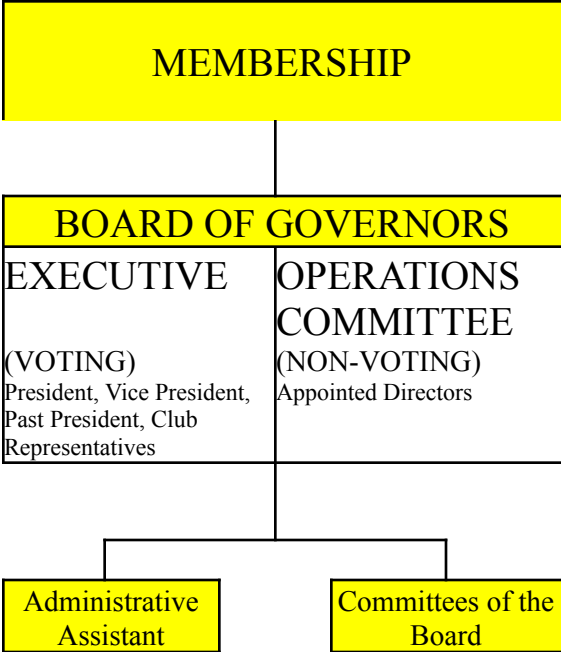 MEMBERSHIP
BOARD OF GOVERNORS
EXECUTIVE
(VOTING)
President, Vice President,
Past President, Club
Representatives
OPERATIONS
COMMITTEE
(NON-VOTING)
Appointed Directors
Administrative
Assistant
Committees of the
Board